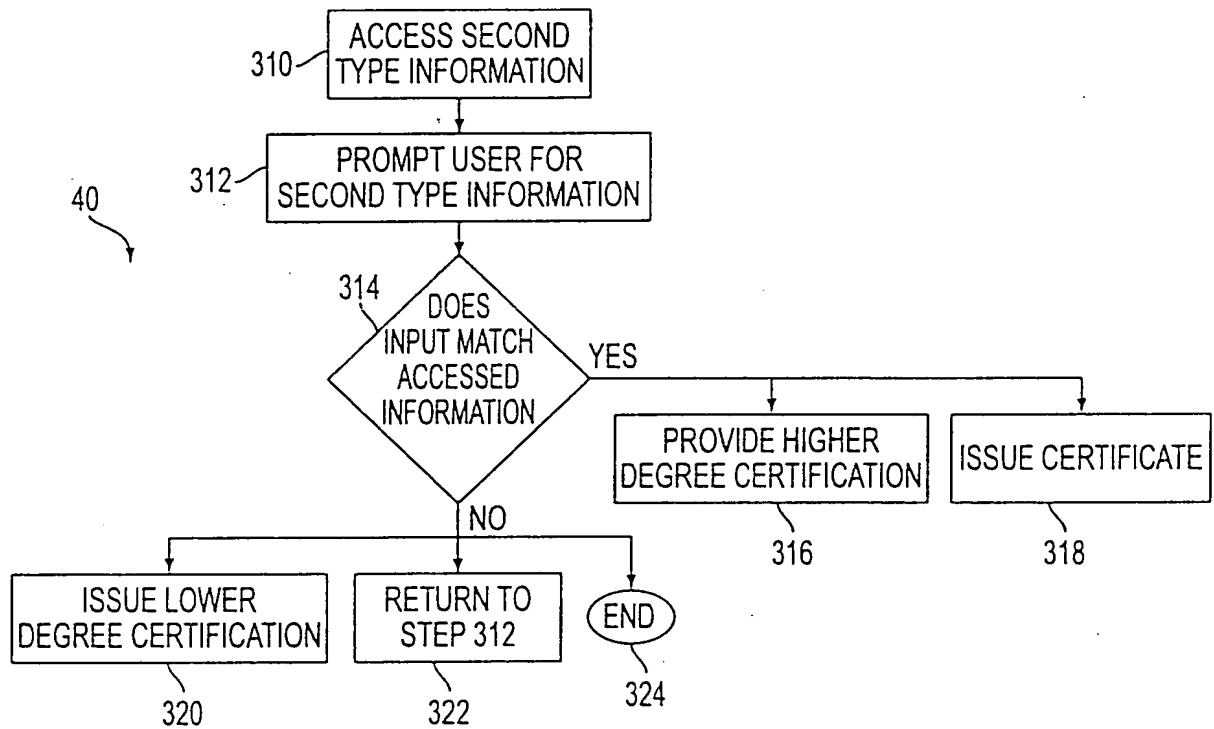 ACCESS SECOND
TYPE INFORMATION
310
PROMPT USER FOR
SECOND TYPE INFORMATION
312
40
314
DOES
INPUT MATCH
ACCESSED
INFORMATION
YES
PROVIDE HIGHER
DEGREE CERTIFICATION
316
ISSUE CERTIFICATE
318
NO
ISSUE LOWER
DEGREE CERTIFICATION
320
RETURN TO
STEP 312
322
END
324